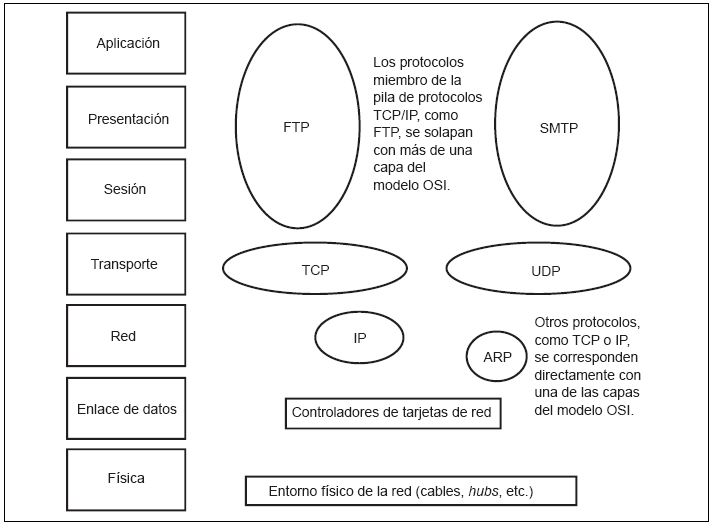 Aplicación
Presentación
Sesión
Transporte
Red
Enlace de datos
Física
FTP
Los protocolos
miembro de la
pila de protocolos
TCP/IP, como
FTP, se solapan
con más de una
capa del
modelo OSI.
SMTP
TCP
UDP
IP
ARP
Otros protocolos,
como TCP o IP,
se corresponden
directamente con
una de las capas
del modelo OSI.
Controladores de tarjetas de red
Entorno físico de la red (cables, hubs, etc.)